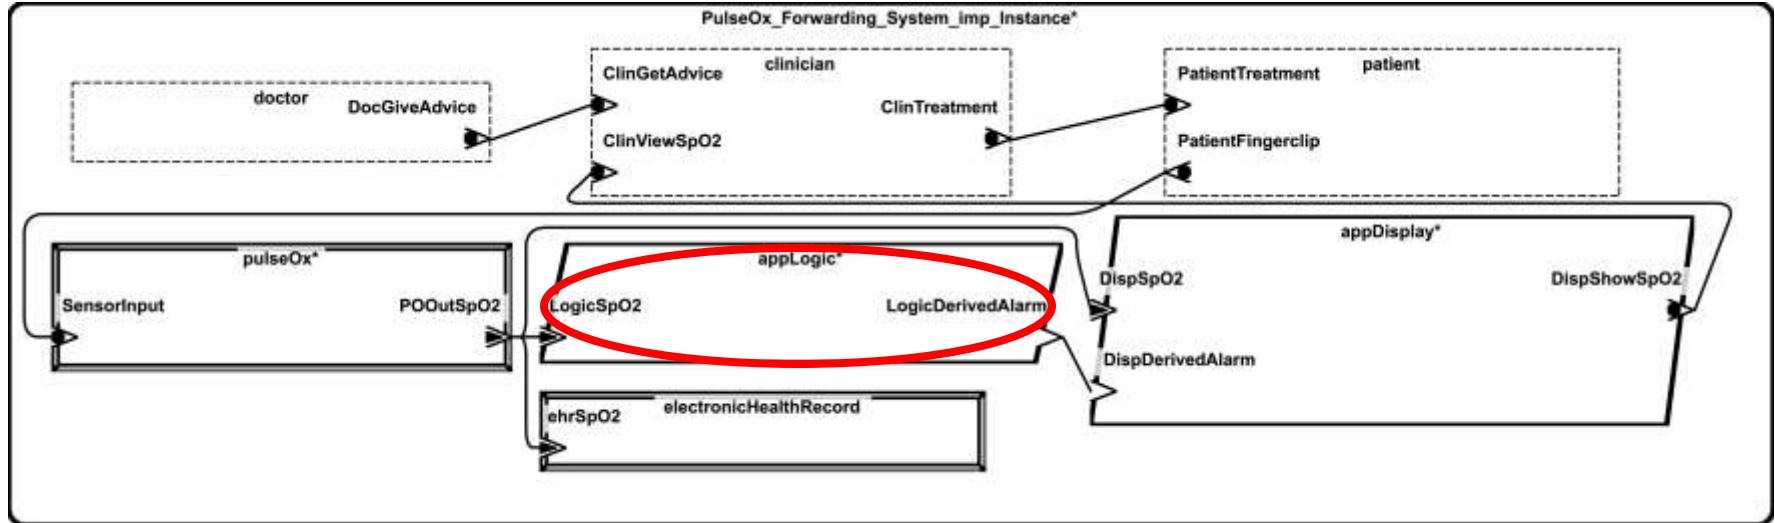 PulseOx_Forwarding_System_imp_Instance*
doctor
DocGiveAdvice
clinician
ClinGetAdvice
ClinTreatment
ClinViewSpO2
patient
PatientTreatment
PatientFingerclip
pulseOx*
SensorInput
POOutSpO2
appLogic*
LogicSpO2
LogicDerivedAlarm
appDisplay*
DispSpO2
DispShowSpO2
DispDerivedAlarm
electronicHealthRecord
ehrSpO2